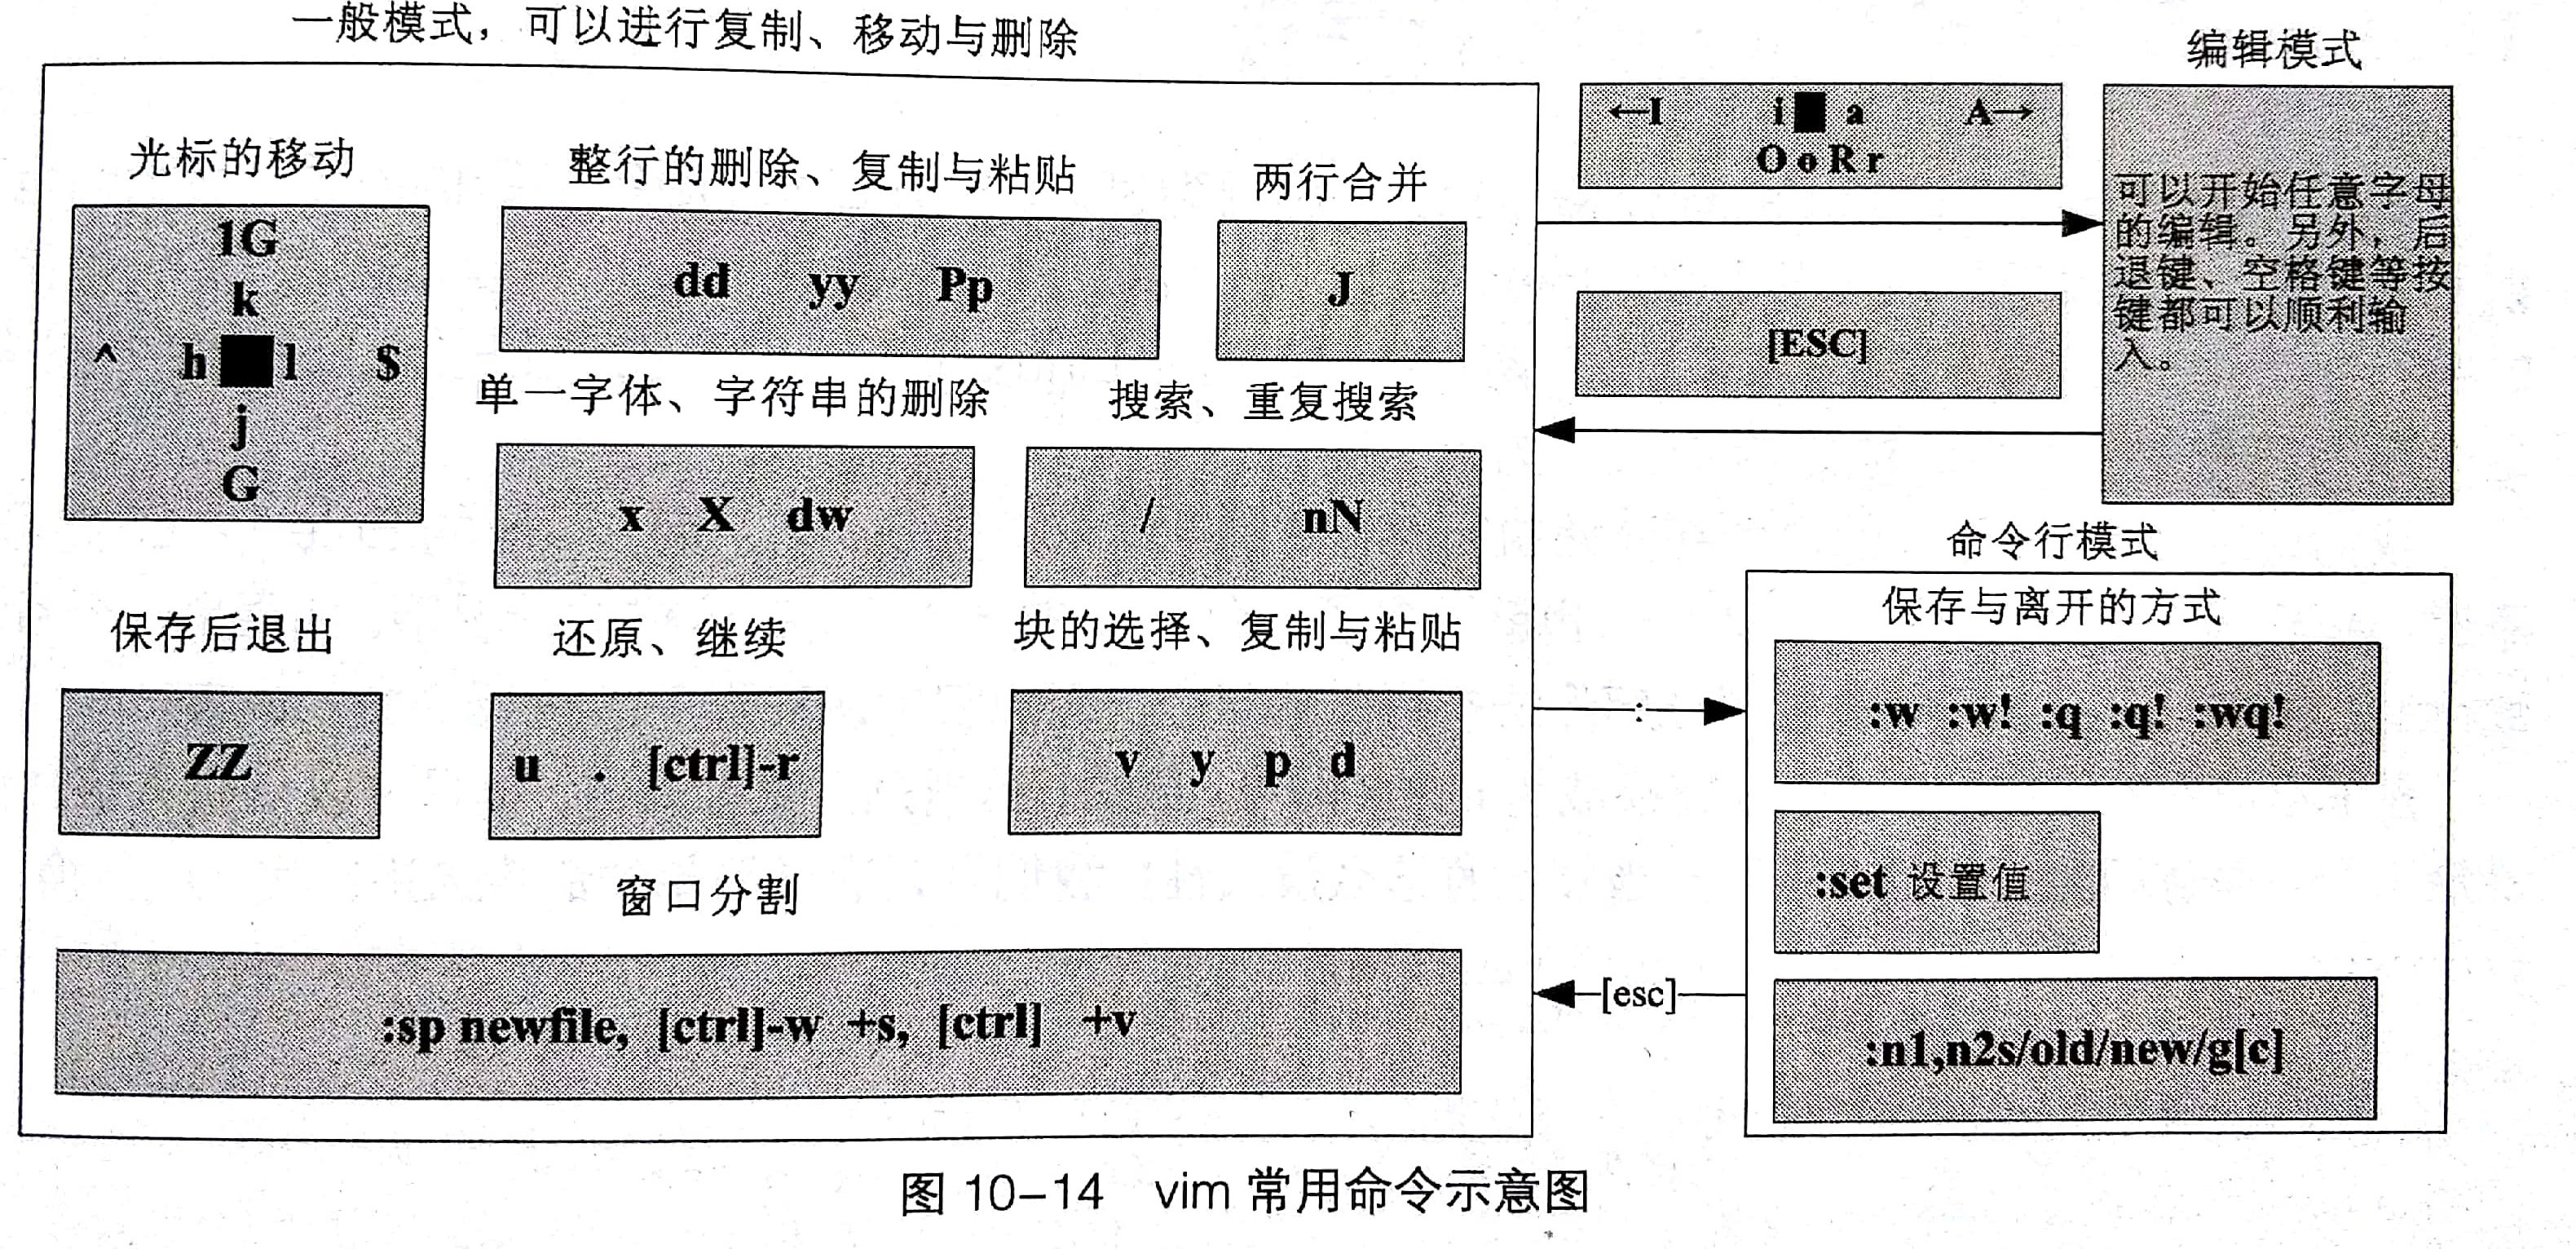 一般模式，可以进行复制、移动与删除
光标的移动
1G
k
^ h l $
j
G
整行的删除、复制与粘贴
dd yy Pp
两行合并
J
单一字体、字符串的删除
x X dw
搜索、重复搜索
/ nN
保存后退出
ZZ
还原、继续
u . [ctrl]-r
块的选择、复制与粘贴
v y p d
窗口分割
:sp newfile, [ctrl]-w +s, [ctrl] +v
←I i a A→
O o R r
[ESC]
编辑模式
可以开始任意字母
的编辑。另外，后
退键、空格键等按
键都可以顺利输
入。
:
[esc]
命令行模式
保存与离开的方式
:w :w! :q :q! :wq!
:set 设置值
:n1,n2s/old/new/g[c]
图 10-14 vim 常用命令示意图